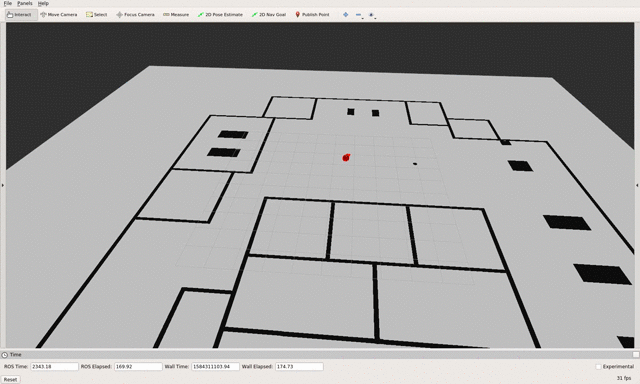 File Panels Help
Interact Move Camera Select Focus Camera Measure 2D Pose Estimate 2D Nav Goal Publish Point
Time
ROS Time: 2343.18 ROS Elapsed: 169.92 Wall Time: 1584311103.94 Wall Elapsed: 174.73 Experimental
Reset 31 fps